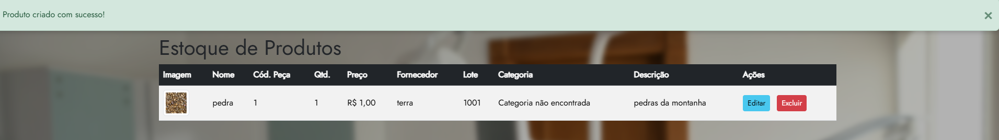 Produto criado com sucesso!
×
Estoque de Produtos
Imagem Nome Cód. Peça Qtd. Preço Fornecedor Lote Categoria Descrição Ações
pedra 1 1 R$ 1,00 terra 1001 Categoria não encontrada pedras da montanha Editar Excluir